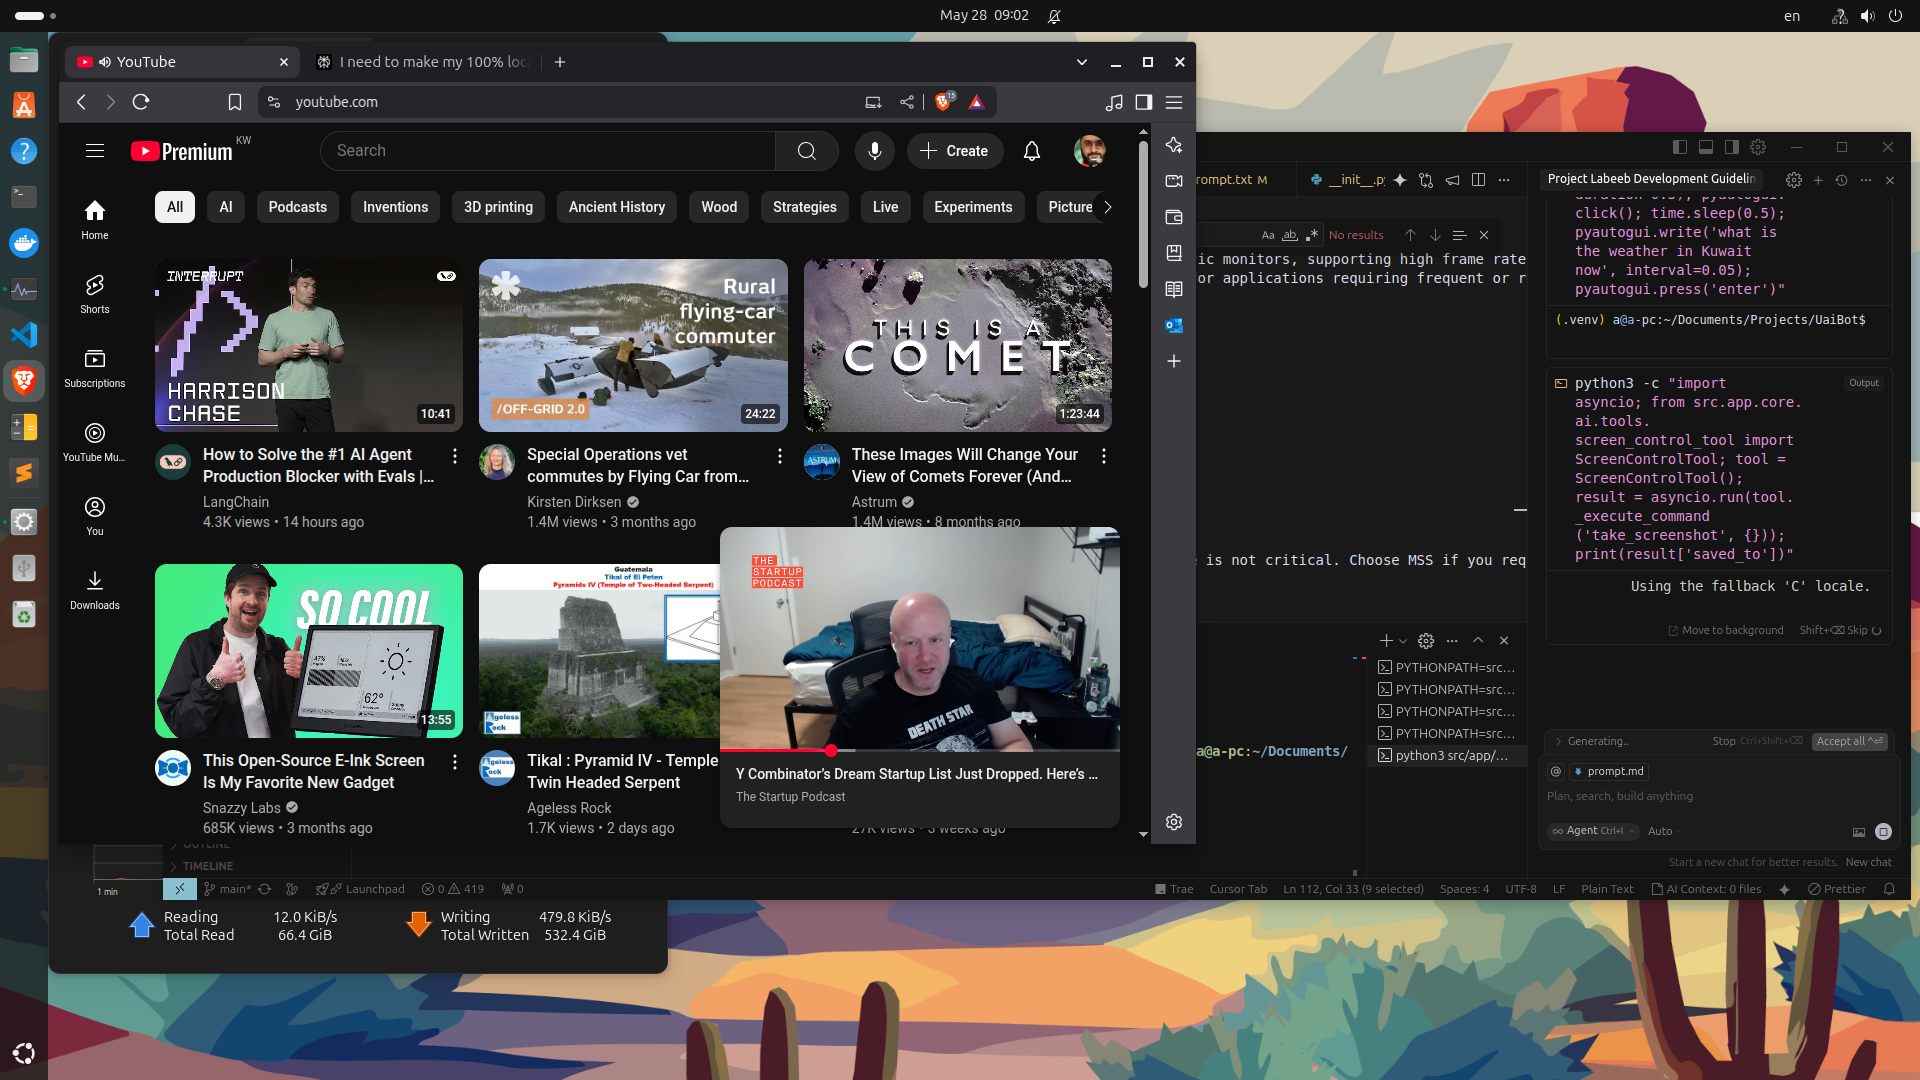 May 28 09:02
en
YouTube
I need to make my 100% loc
youtube.com
15
Premium
KW
Search
Create
All
AI
Podcasts
Inventions
3D printing
Ancient History
Wood
Strategies
Live
Experiments
Picture
Home
Shorts
Subscriptions
YouTube Mu...
You
Downloads
INTERRUPT
HARRISON
CHASE
10:41
Rural
flying-car
commuter
/OFF-GRID 2.0
24:22
THIS IS A
COMET
1:23:44
How to Solve the #1 AI Agent
Production Blocker with Evals |...
LangChain
4.3K views • 14 hours ago
Special Operations vet
commutes by Flying Car from...
Kirsten Dirksen
1.4M views • 3 months ago
ASTRUM
These Images Will Change Your
View of Comets Forever (And...
Astrum
1.4M views • 8 months ago
SO COOL
47%
62°
13:55
Guatemala
Tikal of El Peten
Pyramids IV (Temple of Two-Headed Serpent)
Ageless
Rock
THE
STARTUP
PODCAST
DEATH STAR
This Open-Source E-Ink Screen
Is My Favorite New Gadget
Snazzy Labs
685K views • 3 months ago
Ageless
Rock
Tikal : Pyramid IV - Temple
Twin Headed Serpent
Ageless Rock
1.7K views • 2 days ago
Y Combinator's Dream Startup List Just Dropped. Here's ...
The Startup Podcast
27K views • 3 weeks ago
rompt.txt M
__init__.py
Aa ab
No results
ic monitors, supporting high frame rate
or applications requiring frequent or r
is not critical. Choose MSS if you req
PYTHONPATH=src...
PYTHONPATH=src...
PYTHONPATH=src...
PYTHONPATH=src...
python3 src/app/...
a@a-pc:~/Documents/
Project Labeeb Development Guidelin
duration=0.5); pyautogui.
click(); time.sleep(0.5);
pyautogui.write('what is
the weather in Kuwait
now', interval=0.05);
pyautogui.press('enter')"
(.venv) a@a-pc:~/Documents/Projects/UaiBot$
Output
python3 -c "import
asyncio; from src.app.core.
ai.tools.
screen_control_tool import
ScreenControlTool; tool =
ScreenControlTool();
result = asyncio.run(tool.
_execute_command
('take_screenshot', {}));
print(result['saved_to'])"
Using the fallback 'C' locale.
Move to background Shift+⌫ Skip
Generating.. Stop Ctrl+Shift+⌫ Accept all ^⏎
@ prompt.md
Plan, search, build anything
Agent Ctrl+I Auto
Start a new chat for better results. New chat
OUTLINE
TIMELINE
main* Launchpad 0 419 0
Trae Cursor Tab Ln 112, Col 33 (9 selected) Spaces: 4 UTF-8 LF Plain Text AI Context: 0 files Prettier
1 min
Reading 12.0 KiB/s
Total Read 66.4 GiB
Writing 479.8 KiB/s
Total Written 532.4 GiB